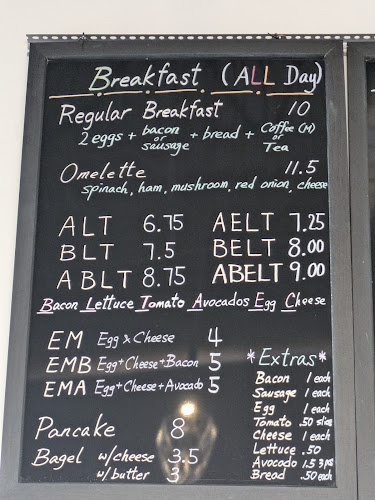 Breakfast (ALL Day)
Regular Breakfast 10
2 eggs + bacon or sausage + bread + Coffee (M) or Tea
Omelette 11.5
spinach, ham, mushroom, red onion, cheese
ALT 6.75 AELT 7.25
BLT 7.5 BELT 8.00
ABLT 8.75 ABELT 9.00
Bacon Lettuce Tomato Avocados Egg Cheese
EM Egg & Cheese 4
EMB Egg + Cheese + Bacon 5
EMA Egg + Cheese + Avocado 5
Pancake 8
Bagel w/cheese 3.5
w/butter 3
*Extras*
Bacon 1 each
Sausage 1 each
Egg 1 each
Tomato .50 slice
Cheese 1 each
Lettuce .50
Avocado 1.5 3 pcs
Bread .50 each